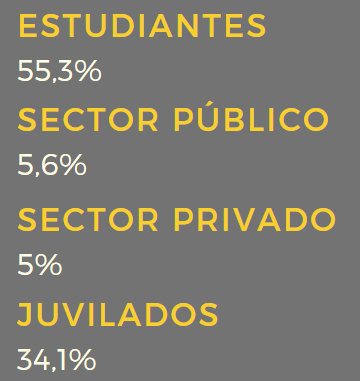 ESTUDIANTES
55,3%
SECTOR PÚBLICO
5,6%
SECTOR PRIVADO
5%
JUVILADOS
34,1%